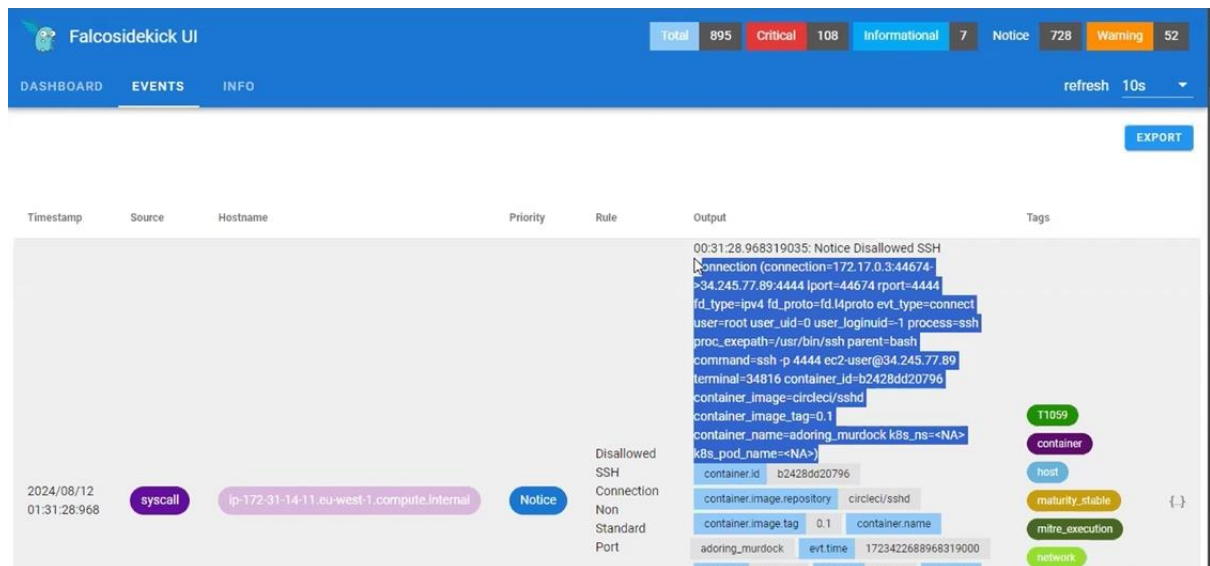 Falcosidekick UI
Total 895 Critical 108 Informational 7 Notice 728 Warning 52
DASHBOARD EVENTS INFO
refresh 10s
EXPORT
Timestamp Source Hostname Priority Rule Output Tags
00:31:28.968319035: Notice Disallowed SSH
Connection (connection=172.17.0.3:44674-
>34.245.77.89:4444 lport=44674 rport=4444
fd_type=ipv4 fd_proto=fd.l4proto evt_type=connect
user=root user_uid=0 user_loginuid=-1 process=ssh
proc_exepath=/usr/bin/ssh parent=bash
command=ssh -p 4444 ec2-user@34.245.77.89
terminal=34816 container_id=b2428dd20796
container_image=circleci/sshd
container_image_tag=0.1
container_name=adoring_murdock k8s_ns=<NA>
k8s_pod_name=<NA>)
container.id b2428dd20796
container.image.repository circleci/sshd
container.image.tag 0.1 container.name
adoring_murdock evt.time 1723422688968319000
2024/08/12
01:31:28:968
syscall
ip-172-31-14-11.eu-west-1.compute.internal
Notice
Disallowed
SSH
Connection
Non
Standard
Port
T1059
container
host
maturity_stable
mitre_execution
network
{..}